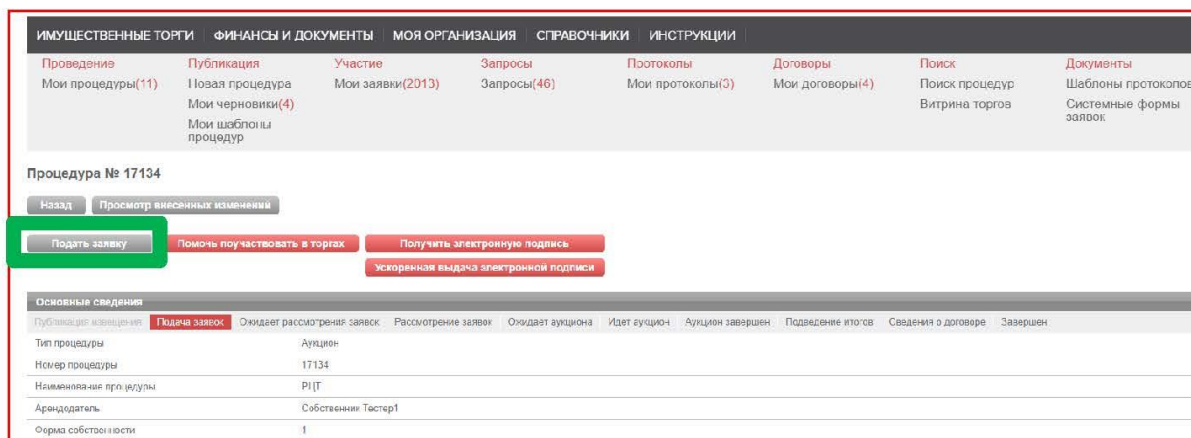 ИМУЩЕСТВЕННЫЕ ТОРГИ ФИНАНСЫ И ДОКУМЕНТЫ МОЯ ОРГАНИЗАЦИЯ СПРАВОЧНИКИ ИНСТРУКЦИИ
Проведение Публикация Участие Запросы Протоколы Договоры Поиск Документы
Мои процедуры(11) Новая процедура Мои заявки(2013) Запросы(46) Мои протоколы(3) Мои договоры(4) Поиск процедур Шаблоны протоколов
Мои черновики(4) Витрина торгов Системные формы
Мои шаблоны заявок
процедур
Процедура № 17134
Назад Просмотр внесенных изменений
Подать заявку Помочь поучаствовать в торгах Получить электронную подпись
Ускоренная выдача электронной подписи
Основные сведения
Публикация извещения Подача заявок Ожидает рассмотрения заявок Рассмотрение заявок Ожидает аукциона Идет аукцион Аукцион завершен Подведение итогов Сведения о договоре Завершен
Тип процедуры Аукцион
Номер процедуры 17134
Наименование процедуры
Арендодатель Собственник Тестер1
Форма собственности 1